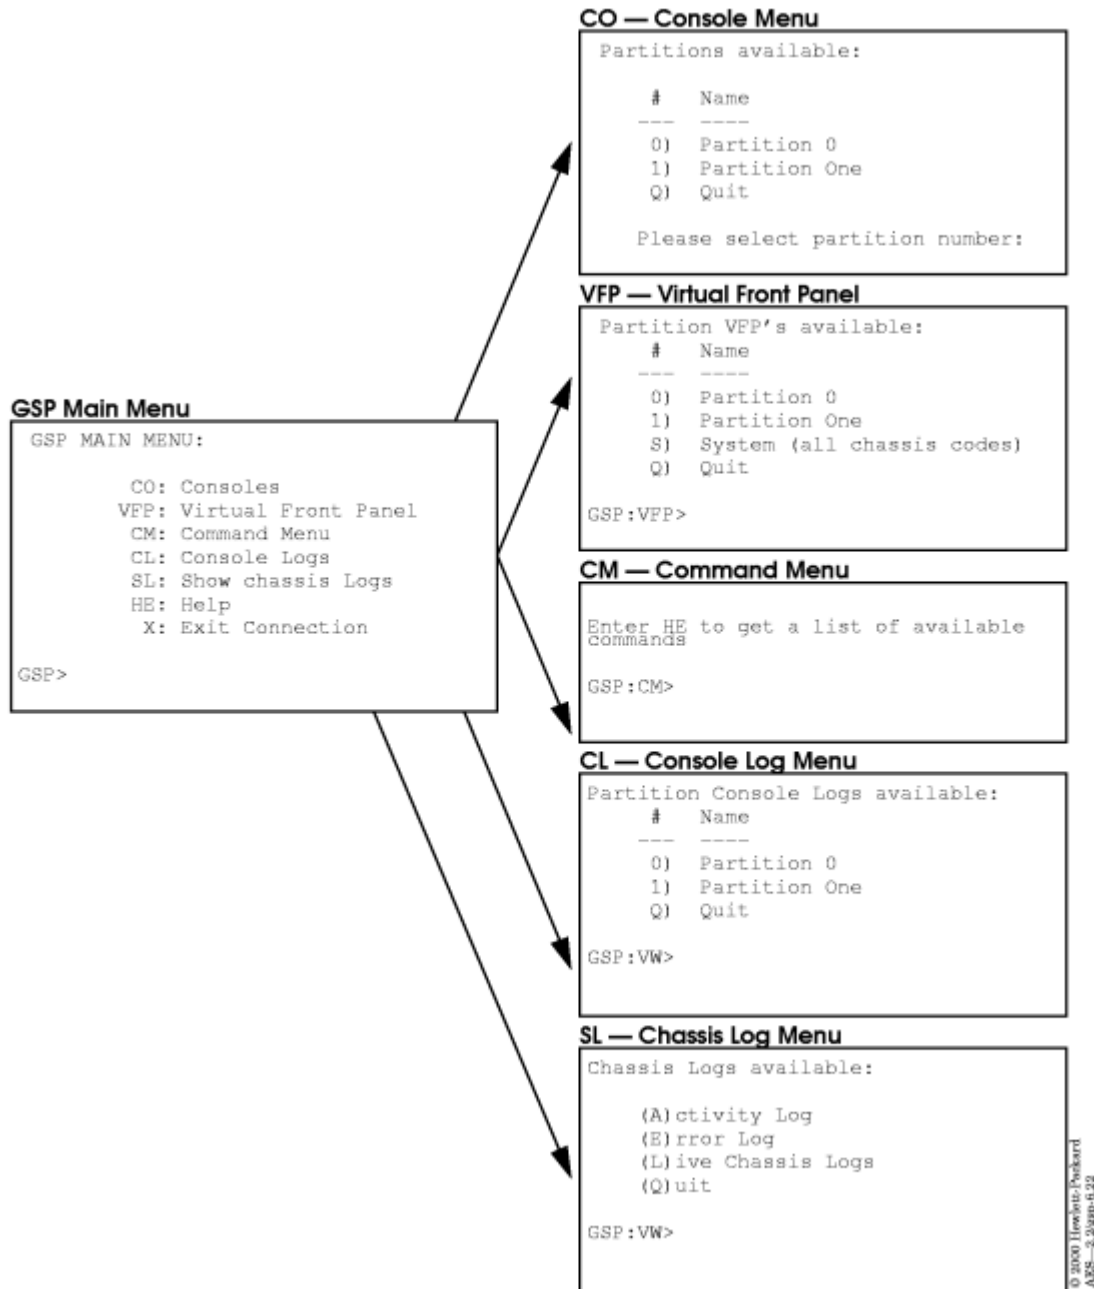 CO — Console Menu
Partitions available:
# Name
--- ----
0) Partition 0
1) Partition One
Q) Quit
Please select partition number:
VFP — Virtual Front Panel
Partition VFP's available:
# Name
--- ----
0) Partition 0
1) Partition One
S) System (all chassis codes)
Q) Quit
GSP:VFP>
GSP Main Menu
GSP MAIN MENU:
CO: Consoles
VFP: Virtual Front Panel
CM: Command Menu
CL: Console Logs
SL: Show chassis Logs
HE: Help
X: Exit Connection
GSP>
CM — Command Menu
Enter HE to get a list of available
commands
GSP:CM>
CL — Console Log Menu
Partition Console Logs available:
# Name
--- ----
0) Partition 0
1) Partition One
Q) Quit
GSP:VW>
SL — Chassis Log Menu
Chassis Logs available:
(A)ctivity Log
(E)rror Log
(L)ive Chassis Logs
(Q)uit
GSP:VW>
© 2000 Hewlett-Packard